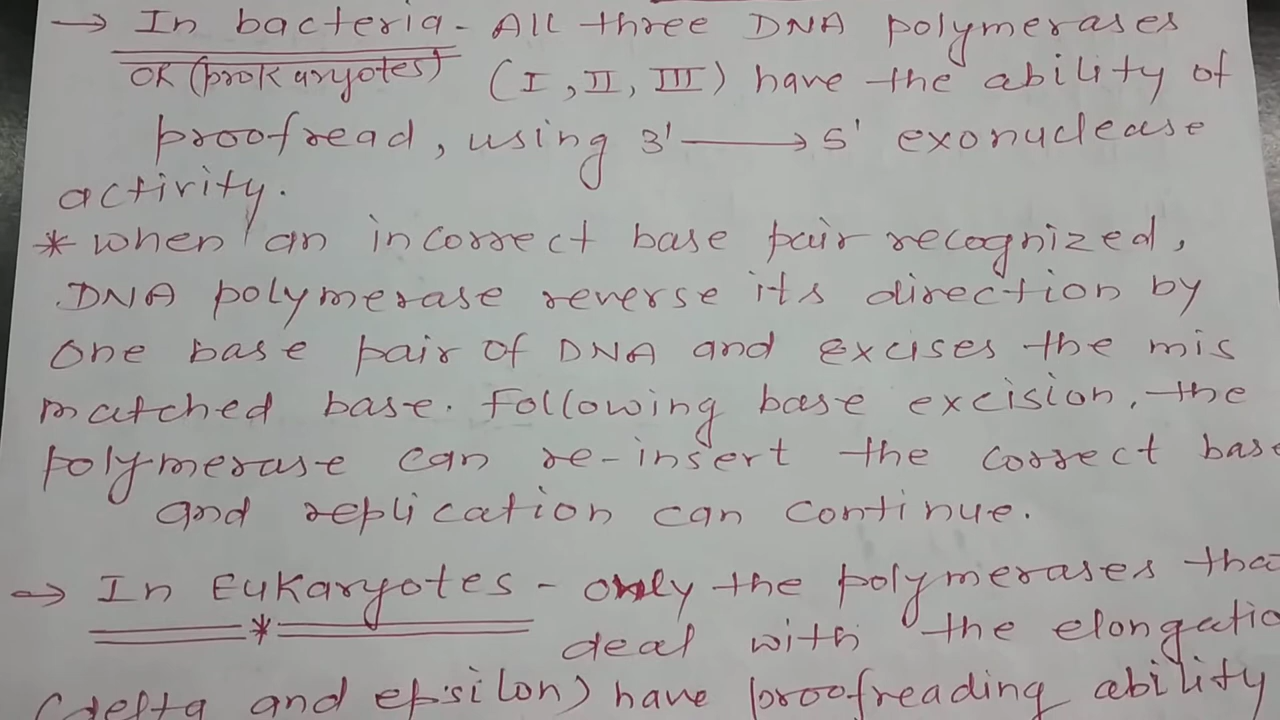 → In bacteria - All three DNA polymerases
OR (prokaryotes) (I, II, III) have the ability of
proofread, using 3' → 5' exonuclease
activity.
* When an incorrect base pair recognized,
DNA polymerase reverse its direction by
one base pair of DNA and excises the mis
matched base. Following base excision, the
polymerase can re-insert the correct bas
and replication can continue.
→ In Eukaryotes - only the polymerases tha
*
deal with the elongatio
(delta and epsilon) have proofreading ability